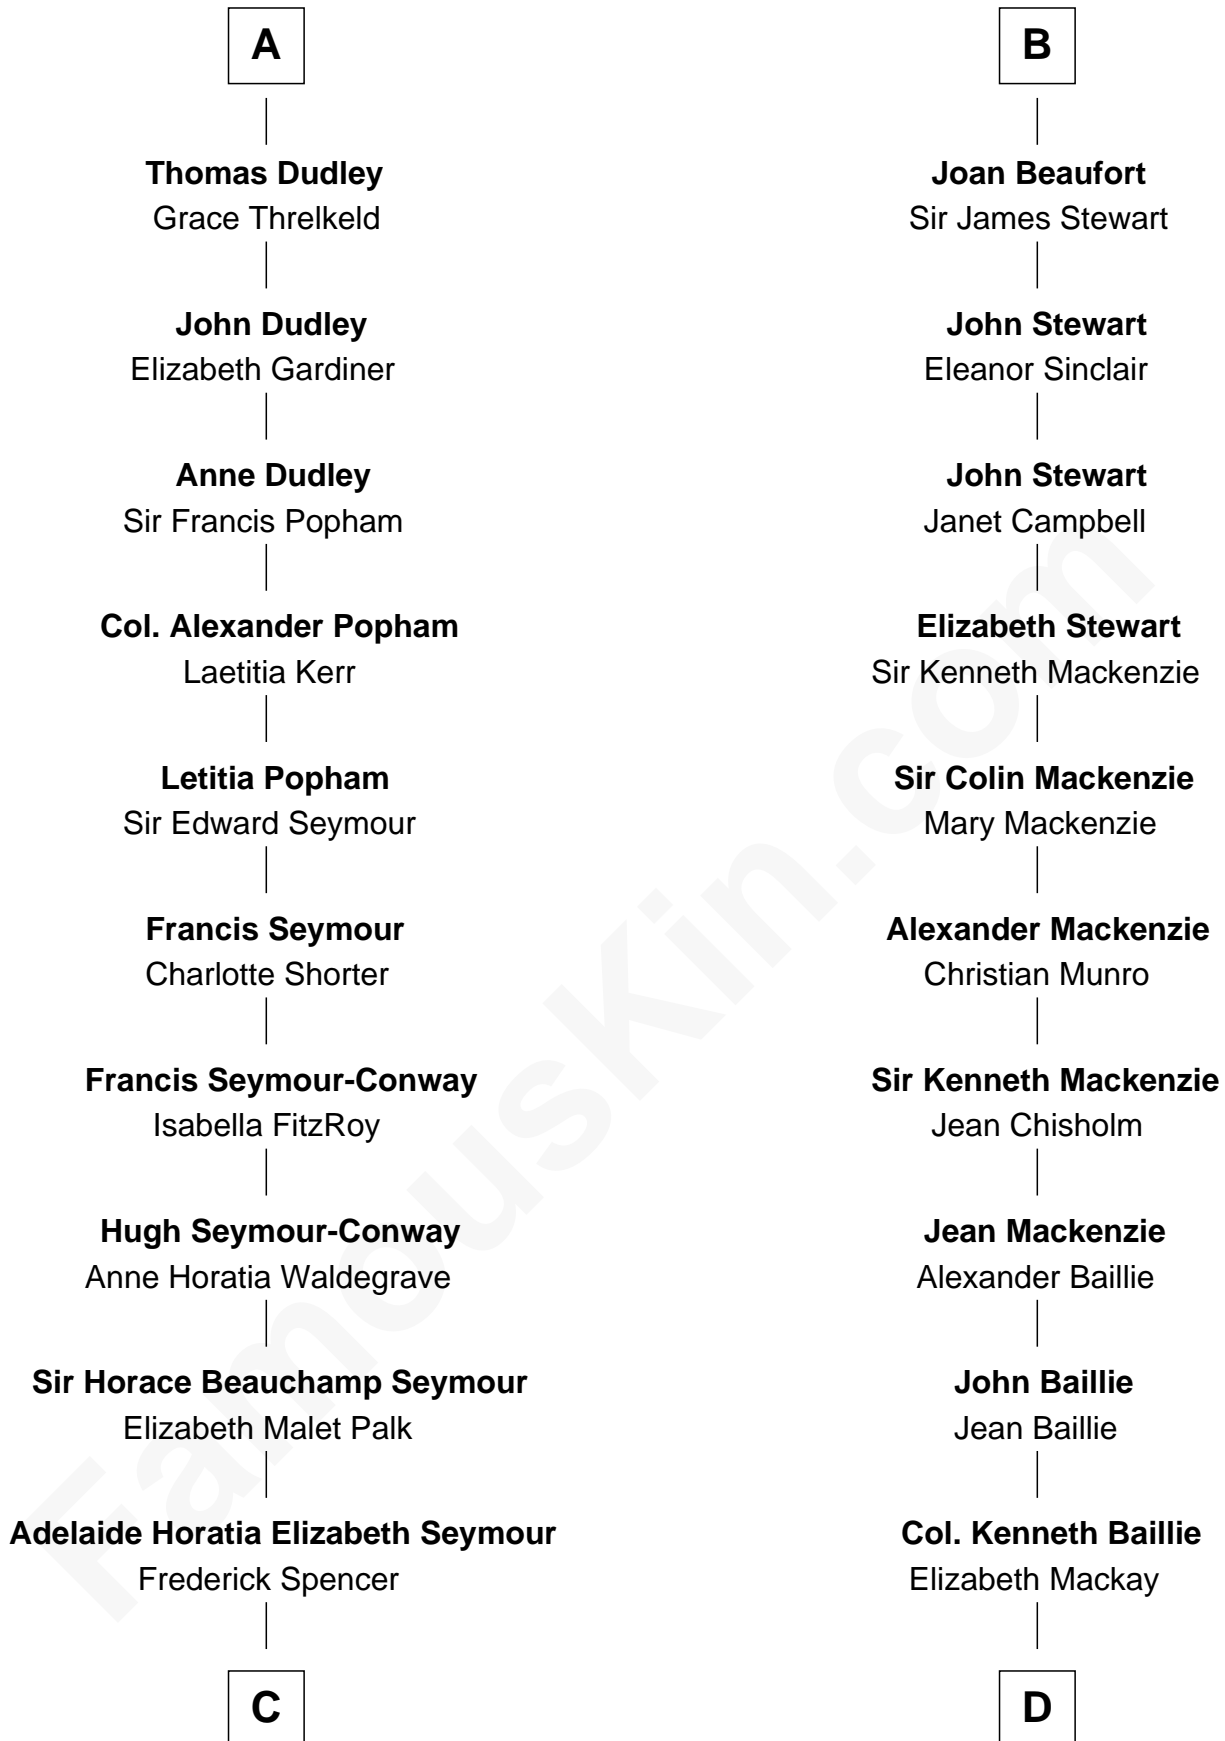 A
Thomas Dudley
Grace Threlkeld
John Dudley
Elizabeth Gardiner
Anne Dudley
Sir Francis Popham
Col. Alexander Popham
Laetitia Kerr
Letitia Popham
Sir Edward Seymour
Francis Seymour
Charlotte Shorter
Francis Seymour-Conway
Isabella FitzRoy
Hugh Seymour-Conway
Anne Horatia Waldegrave
Sir Horace Beauchamp Seymour
Elizabeth Malet Palk
Adelaide Horatia Elizabeth Seymour
Frederick Spencer
C
B
Joan Beaufort
Sir James Stewart
John Stewart
Eleanor Sinclair
John Stewart
Janet Campbell
Elizabeth Stewart
Sir Kenneth Mackenzie
Sir Colin Mackenzie
Mary Mackenzie
Alexander Mackenzie
Christian Munro
Sir Kenneth Mackenzie
Jean Chisholm
Jean Mackenzie
Alexander Baillie
John Baillie
Jean Baillie
Col. Kenneth Baillie
Elizabeth Mackay
D
FamousKin.com